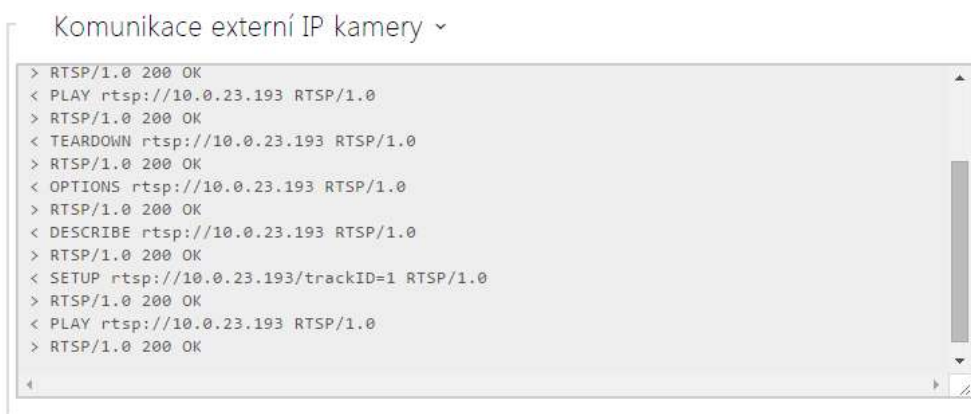 Komunikace externí IP kamery
> RTSP/1.0 200 OK
< PLAY rtsp://10.0.23.193 RTSP/1.0
> RTSP/1.0 200 OK
< TEARDOWN rtsp://10.0.23.193 RTSP/1.0
> RTSP/1.0 200 OK
< OPTIONS rtsp://10.0.23.193 RTSP/1.0
> RTSP/1.0 200 OK
< DESCRIBE rtsp://10.0.23.193 RTSP/1.0
> RTSP/1.0 200 OK
< SETUP rtsp://10.0.23.193/trackID=1 RTSP/1.0
> RTSP/1.0 200 OK
< PLAY rtsp://10.0.23.193 RTSP/1.0
> RTSP/1.0 200 OK